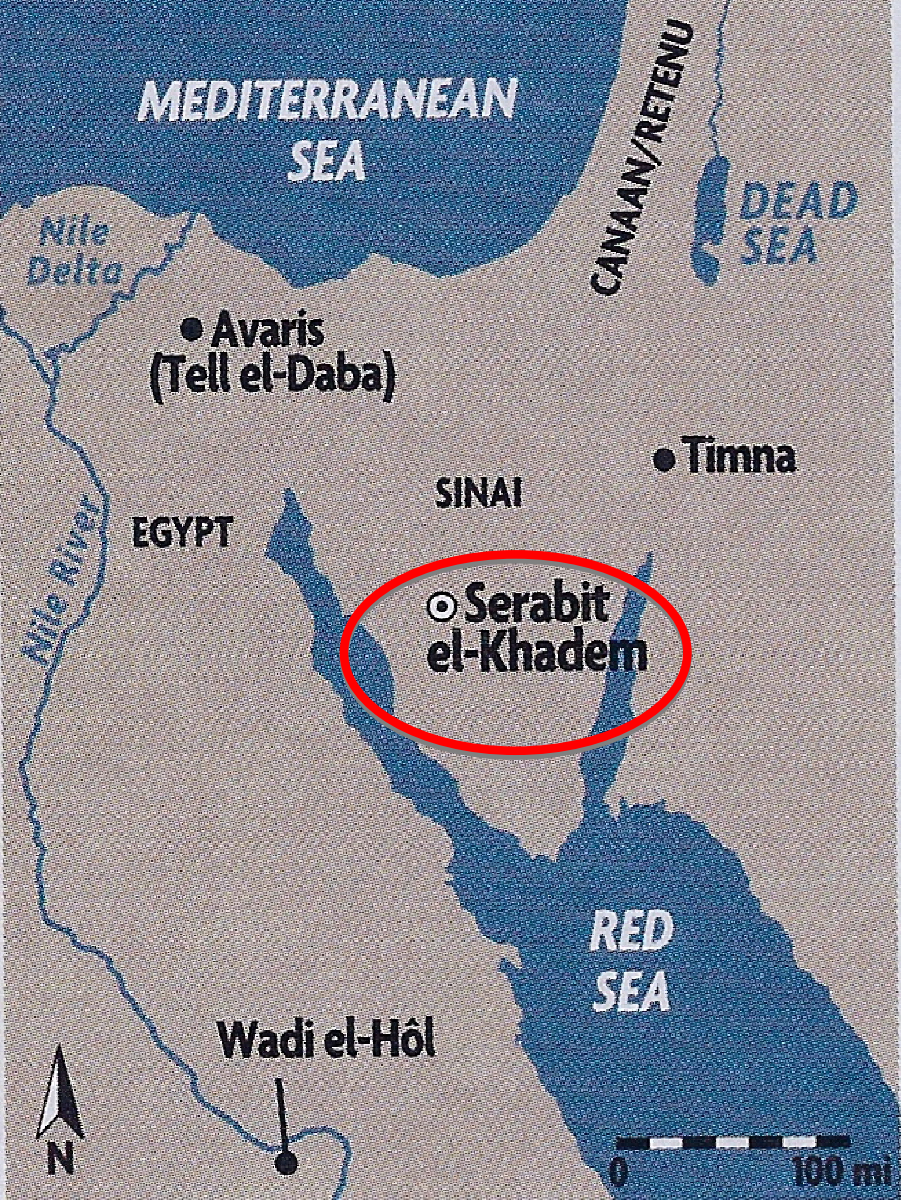 MEDITERRANEAN
SEA
CANAAN/RETENU
DEAD
SEA
Nile
Delta
Avaris
(Tell el-Daba)
Timna
SINAI
EGYPT
Nile River
Serabit
el-Khadem
RED
SEA
Wadi el-Hôl
N
0 100 mi